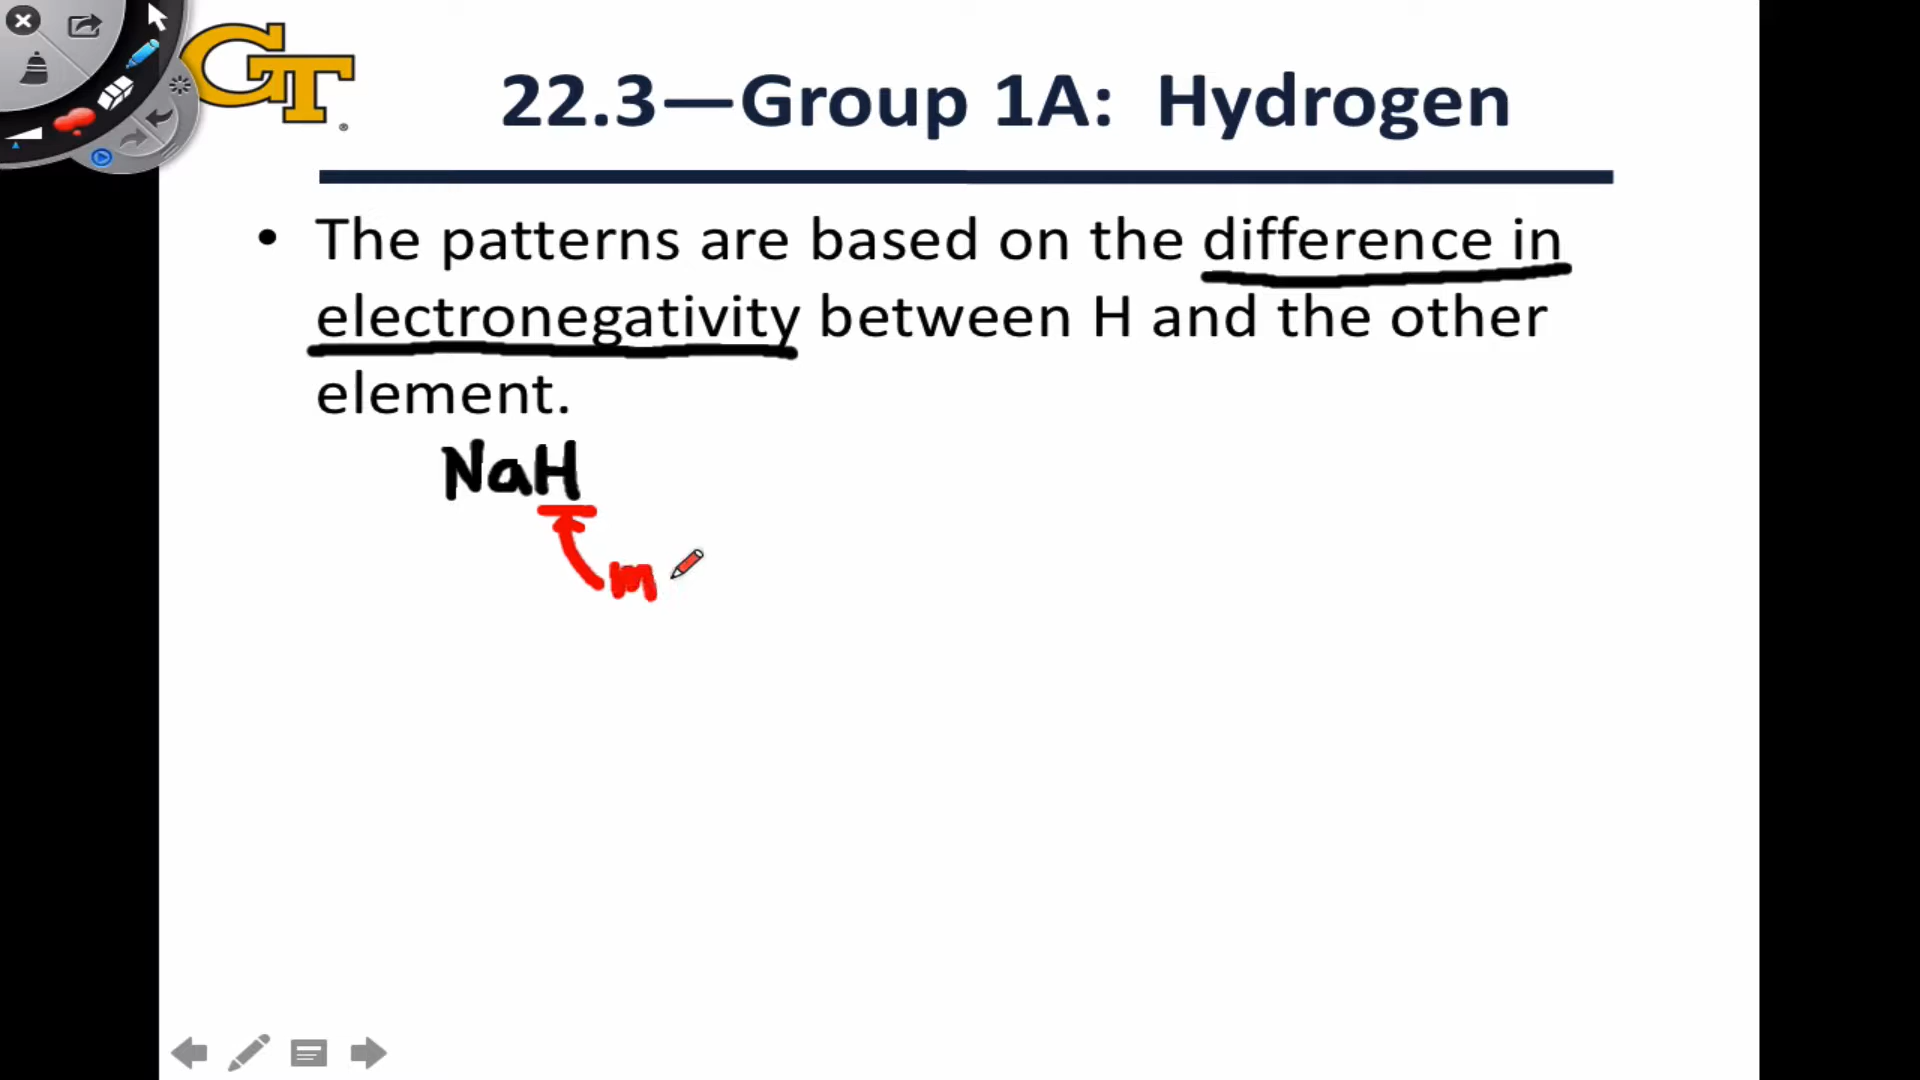 GT
22.3—Group 1A: Hydrogen
• The patterns are based on the difference in
electronegativity between H and the other
element.
NaH
m